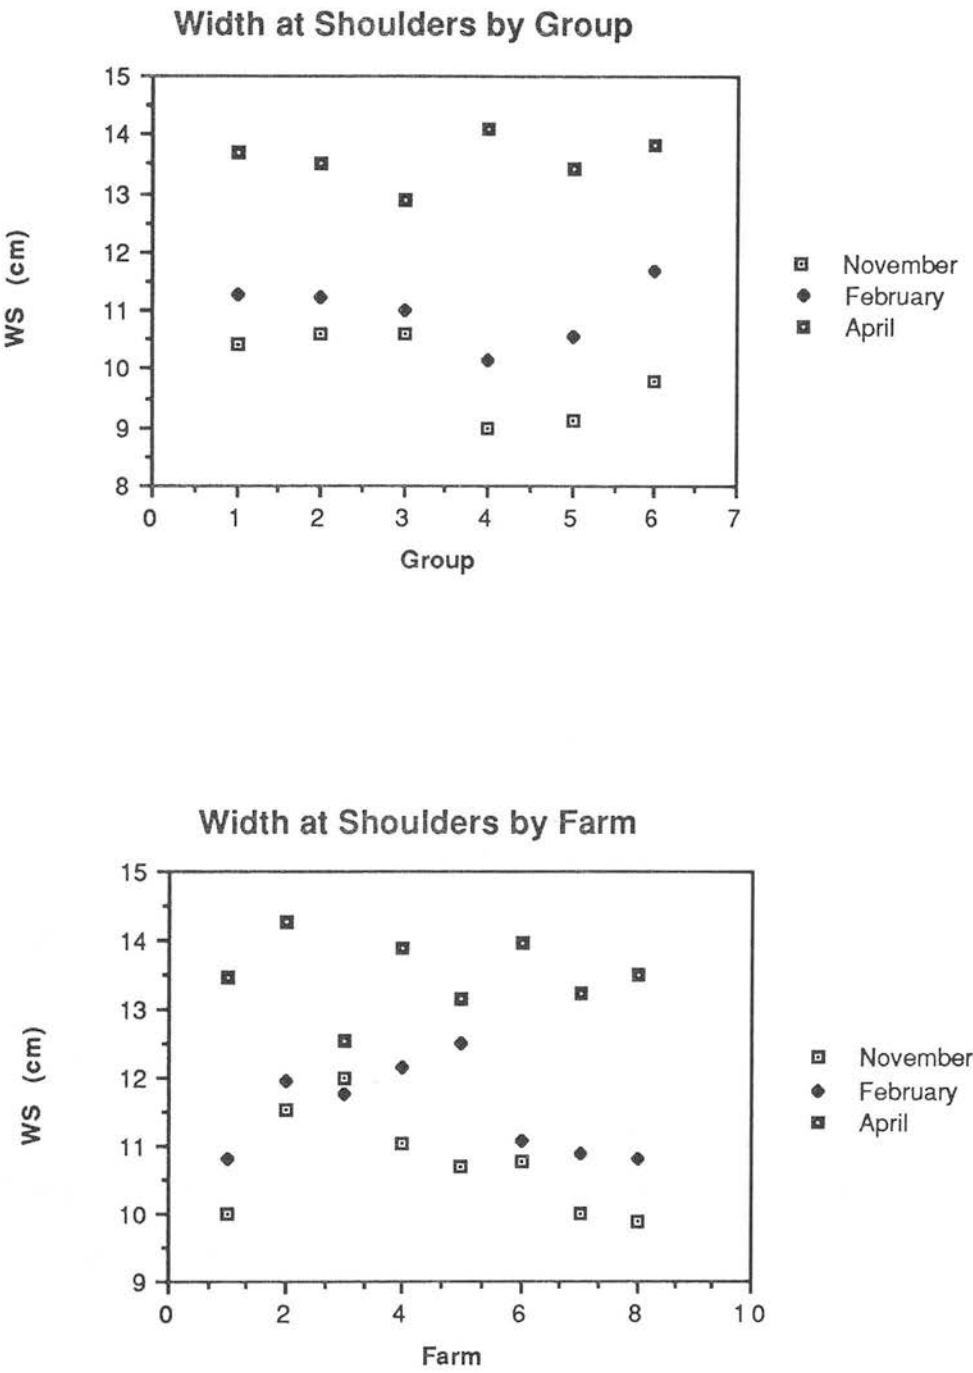 Width at Shoulders by Group
15
14
13
12
11
10
9
8
WS (cm)
0 1 2 3 4 5 6 7
Group
November
February
April
Width at Shoulders by Farm
15
14
13
12
11
10
9
WS (cm)
0 2 4 6 8 10
Farm
November
February
April